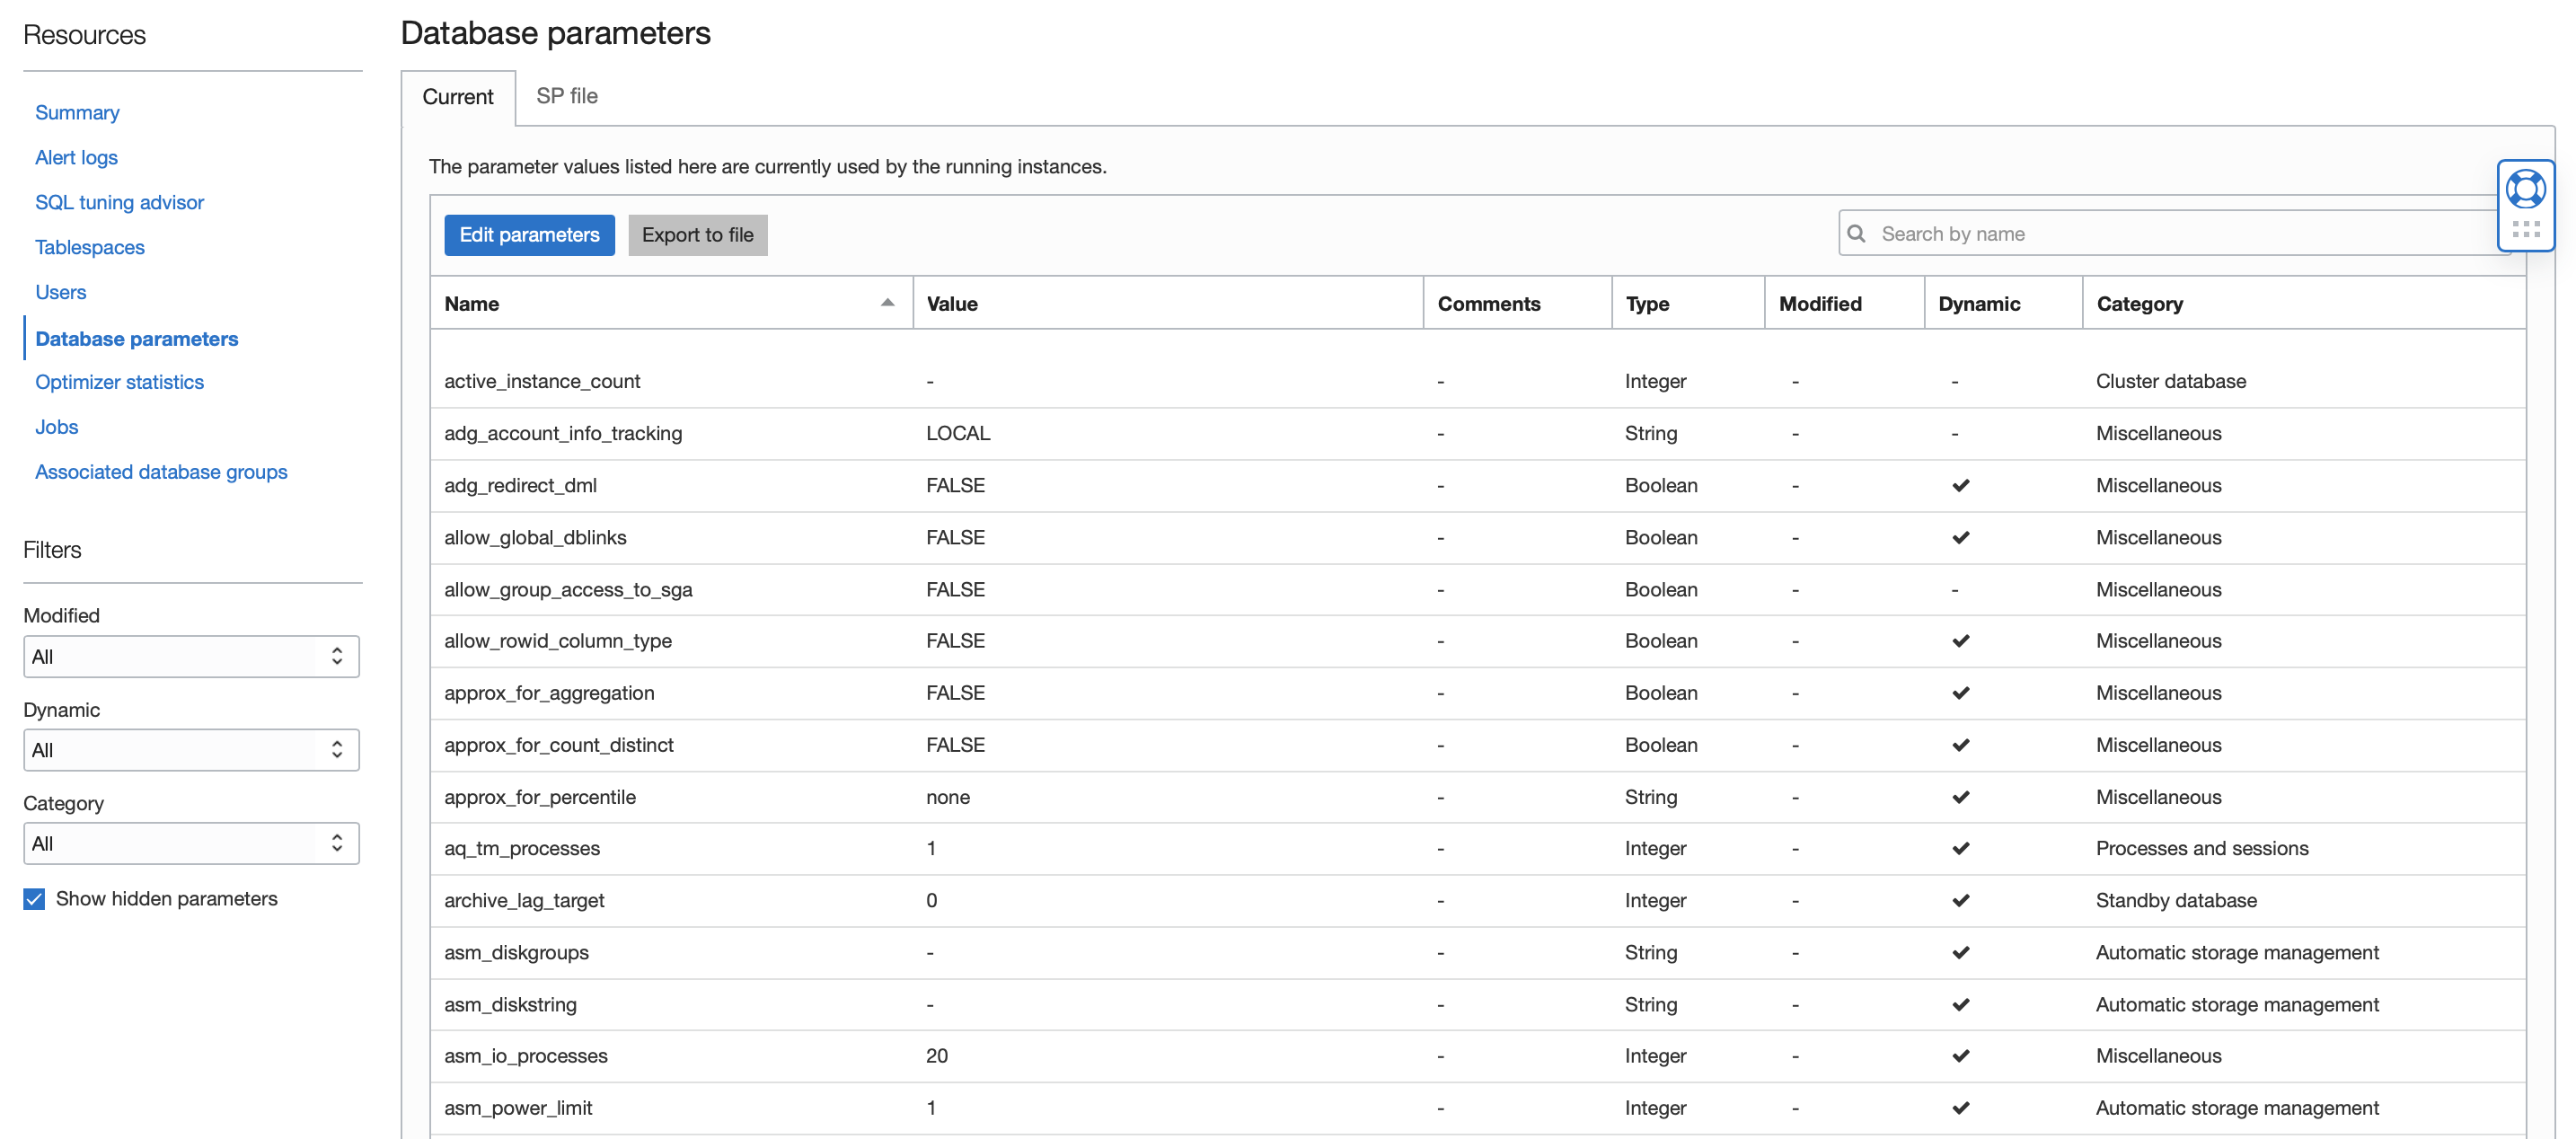 Resources
Summary
Alert logs
SQL tuning advisor
Tablespaces
Users
Database parameters
Optimizer statistics
Jobs
Associated database groups
Filters
Modified
All
Dynamic
All
Category
All
Show hidden parameters
Database parameters
Current SP file
The parameter values listed here are currently used by the running instances.
Edit parameters Export to file Search by name
Name Value Comments Type Modified Dynamic Category
active_instance_count - - Integer - - Cluster database
adg_account_info_tracking LOCAL - String - - Miscellaneous
adg_redirect_dml FALSE - Boolean - ✔ Miscellaneous
allow_global_dblinks FALSE - Boolean - ✔ Miscellaneous
allow_group_access_to_sga FALSE - Boolean - - Miscellaneous
allow_rowid_column_type FALSE - Boolean - ✔ Miscellaneous
approx_for_aggregation FALSE - Boolean - ✔ Miscellaneous
approx_for_count_distinct FALSE - Boolean - ✔ Miscellaneous
approx_for_percentile none - String - ✔ Miscellaneous
aq_tm_processes 1 - Integer - ✔ Processes and sessions
archive_lag_target 0 - Integer - ✔ Standby database
asm_diskgroups - - String - ✔ Automatic storage management
asm_diskstring - - String - ✔ Automatic storage management
asm_io_processes 20 - Integer - ✔ Miscellaneous
asm_power_limit 1 - Integer - ✔ Automatic storage management